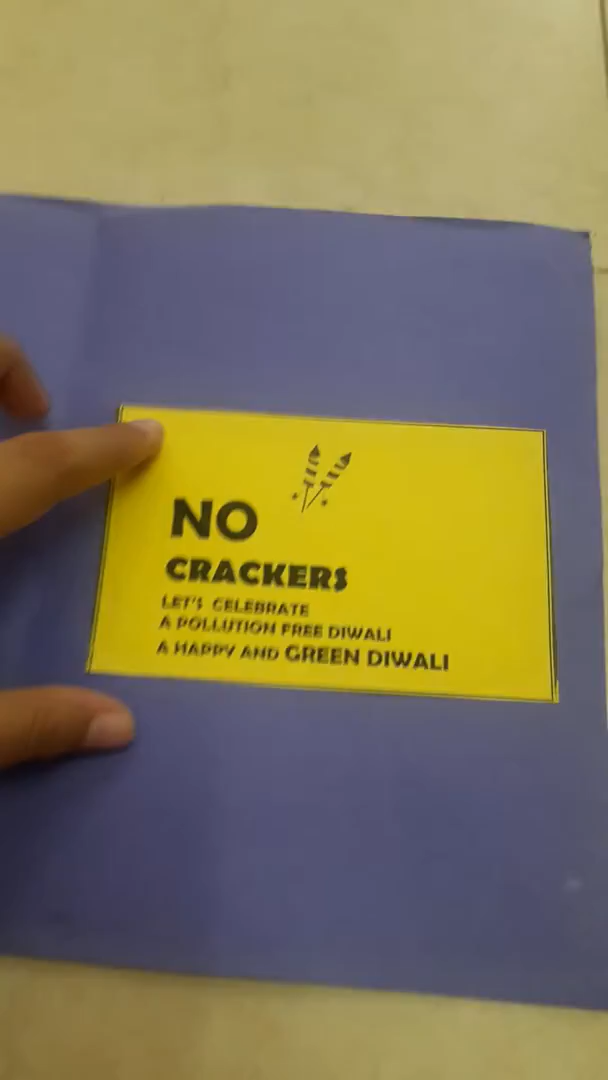 NO
CRACKERS
LET'S CELEBRATE
A POLLUTION FREE DIWALI
A HAPPY AND GREEN DIWALI